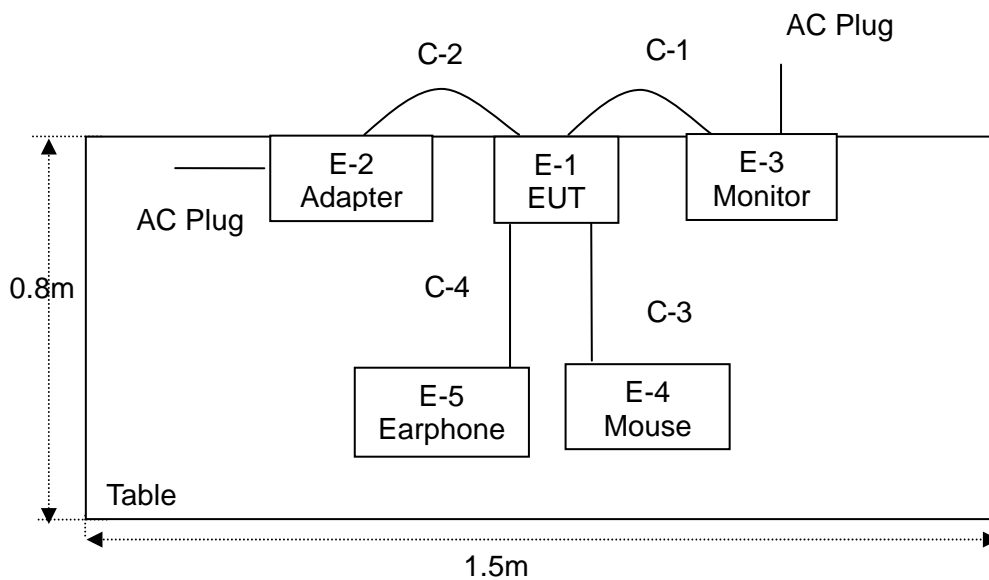 AC Plug
C-2
C-1
E-2
Adapter
E-1
EUT
E-3
Monitor
AC Plug
0.8m
C-4
C-3
E-5
Earphone
E-4
Mouse
Table
1.5m